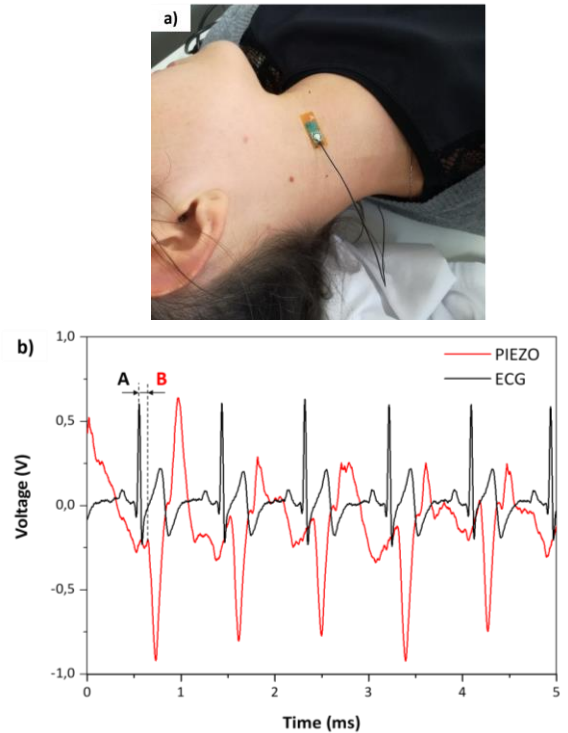 a)
b)
1,0
0,5
0,0
-0,5
-1,0
Voltage (V)
A B
PIEZO
ECG
0 1 2 3 4 5
Time (ms)